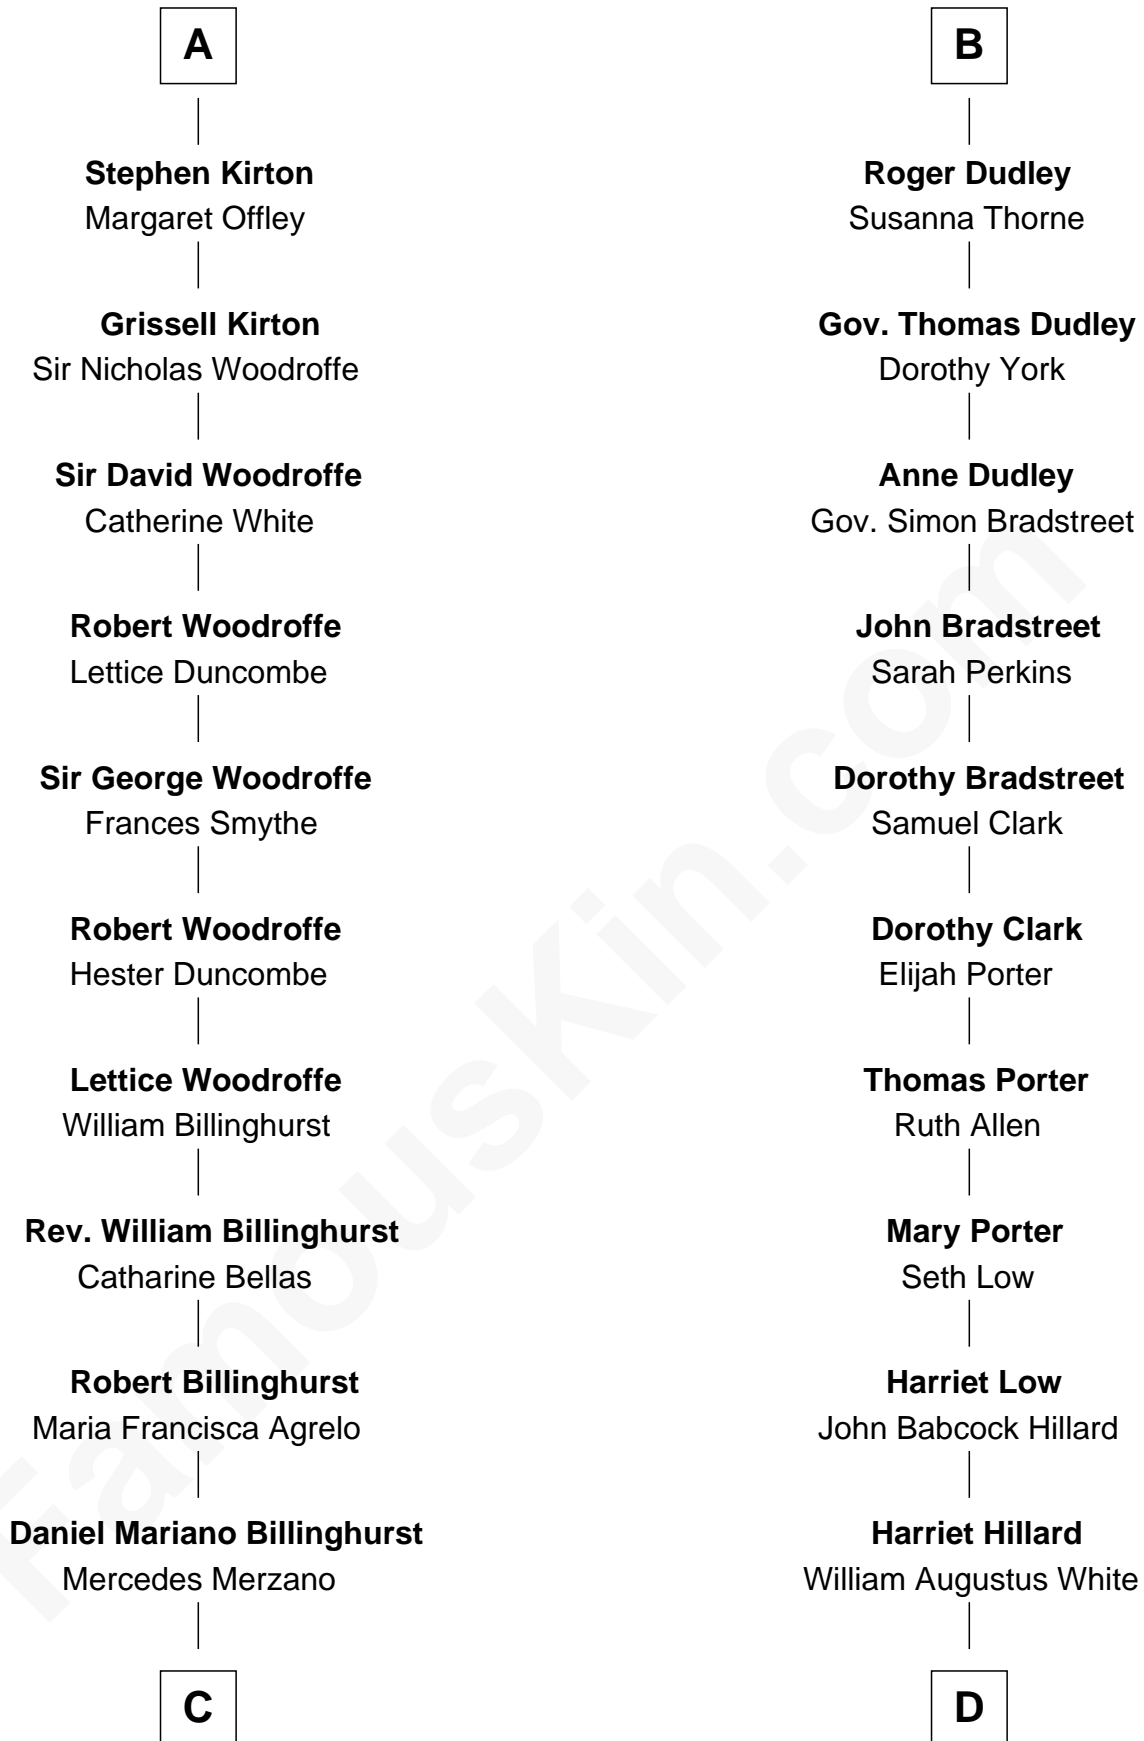 A
Stephen Kirton
Margaret Offley
Grissell Kirton
Sir Nicholas Woodroffe
Sir David Woodroffe
Catherine White
Robert Woodroffe
Lettice Duncombe
Sir George Woodroffe
Frances Smythe
Robert Woodroffe
Hester Duncombe
Lettice Woodroffe
William Billinghurst
Rev. William Billinghurst
Catharine Bellas
Robert Billinghurst
Maria Francisca Agrelo
Daniel Mariano Billinghurst
Mercedes Merzano
C
B
Roger Dudley
Susanna Thorne
Gov. Thomas Dudley
Dorothy York
Anne Dudley
Gov. Simon Bradstreet
John Bradstreet
Sarah Perkins
Dorothy Bradstreet
Samuel Clark
Dorothy Clark
Elijah Porter
Thomas Porter
Ruth Allen
Mary Porter
Seth Low
Harriet Low
John Babcock Hillard
Harriet Hillard
William Augustus White
D
FamousKin.com